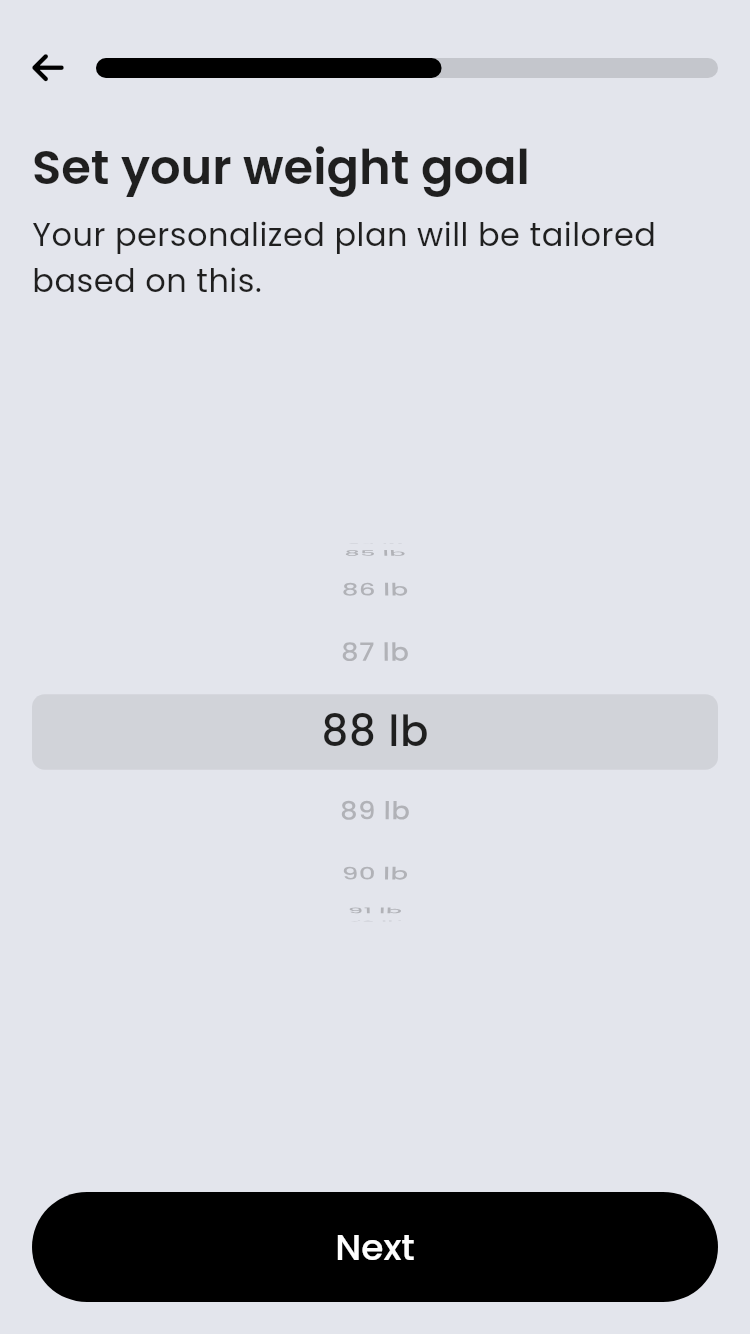 Set your weight goal
Your personalized plan will be tailored
based on this.
85 lb
86 lb
87 lb
88 lb
89 lb
90 lb
91 lb
Next